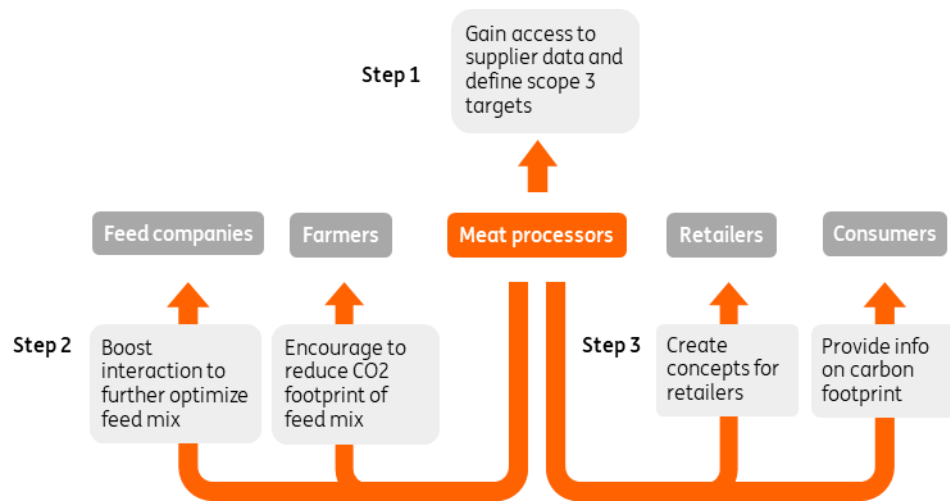 Step 1
Gain access to
supplier data and
define scope 3
targets
Feed companies
Farmers
Meat processors
Retailers
Consumers
Step 2
Boost
interaction to
further optimize
feed mix
Encourage to
reduce CO2
footprint of
feed mix
Step 3
Create
concepts for
retailers
Provide info
on carbon
footprint